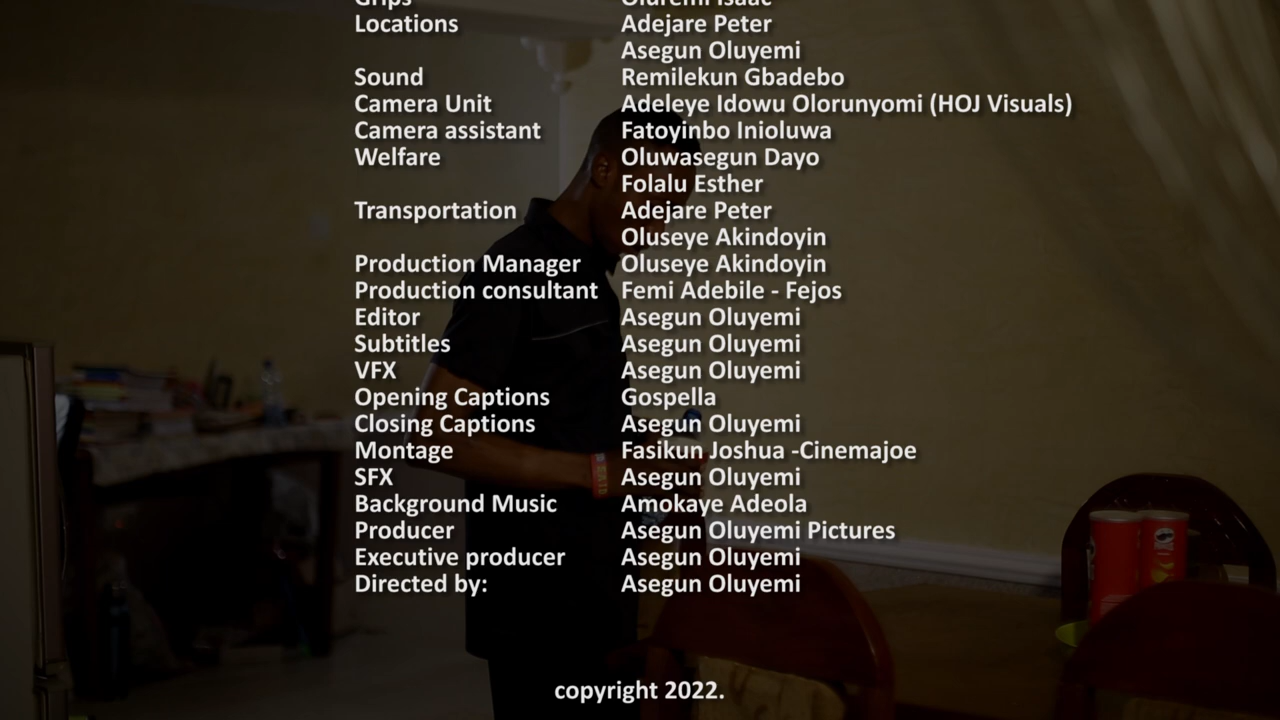 Grips Oluremi Isaac
Locations Adejare Peter
Asegun Oluyemi
Sound Remilekun Gbadebo
Camera Unit Adeleye Idowu Olorunyomi (HOJ Visuals)
Camera assistant Fatoyinbo Inioluwa
Welfare Oluwasegun Dayo
Folalu Esther
Transportation Adejare Peter
Oluseye Akindoyin
Production Manager Oluseye Akindoyin
Production consultant Femi Adebile - Fejos
Editor Asegun Oluyemi
Subtitles Asegun Oluyemi
VFX Asegun Oluyemi
Opening Captions Gospella
Closing Captions Asegun Oluyemi
Montage Fasikun Joshua -Cinemajoe
SFX Asegun Oluyemi
Background Music Amokaye Adeola
Producer Asegun Oluyemi Pictures
Executive producer Asegun Oluyemi
Directed by: Asegun Oluyemi
copyright 2022.